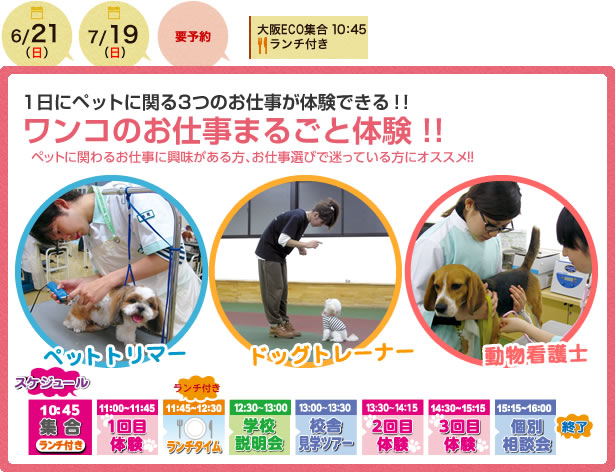 6/21
(日)
7/19
(日)
要予約
大阪ECO集合 10:45
ランチ付き
1日にペットに関る3つのお仕事が体験できる!!
ワンコのお仕事まるごと体験 !!
ペットに関わるお仕事に興味がある方、お仕事選びで迷っている方にオススメ!!
ペットトリマー
ドッグトレーナー
動物看護士
スケジュール
10:45
集合
ランチ付き
11:00~11:45
1回目
体験
ランチ付き
11:45~12:30
ランチタイム
12:30~13:00
学校
説明会
13:00~13:30
校舎
見学ツアー
13:30~14:15
2回目
体験
14:30~15:15
3回目
体験
15:15~16:00
個別
相談会
終了